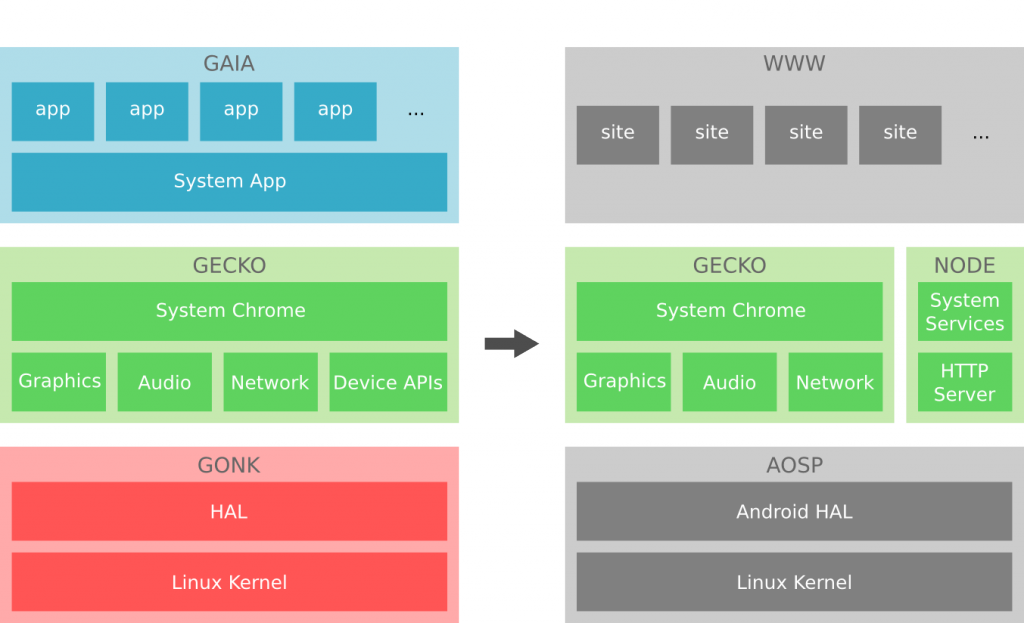 GAIA
app
app
app
app
...
System App
GECKO
System Chrome
Graphics
Audio
Network
Device APIs
GONK
HAL
Linux Kernel
WWW
site
site
site
site
...
GECKO
System Chrome
Graphics
Audio
Network
NODE
System
Services
HTTP
Server
AOSP
Android HAL
Linux Kernel